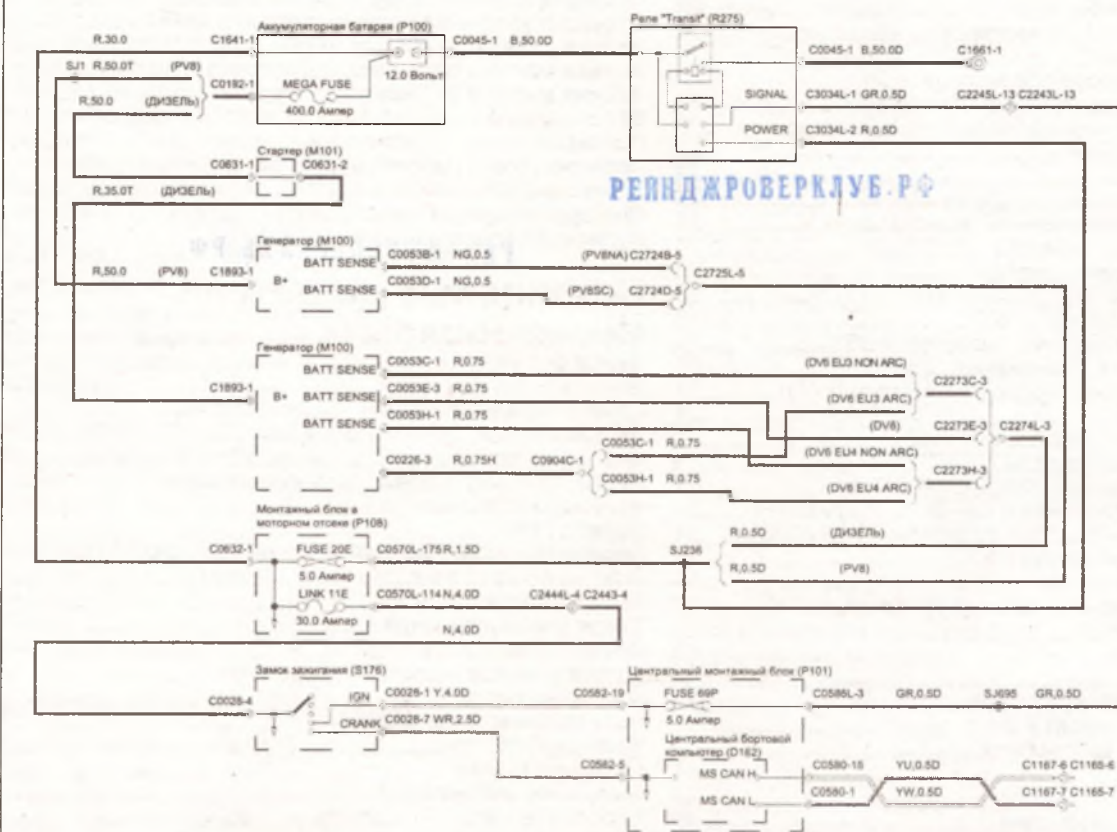 Аккумуляторная батарея (P100)
Реле "Transit" (R275)
R,30.0 C1641-1
C0045-1 B,50.0D
C0045-1 B,50.0D C1661-1
SJ1 R,50.0T (PV8)
C0192-1
MEGA FUSE
12.0 Вольт
400.0 Ампер
R,50.0 (ДИЗЕЛЬ)
SIGNAL C3034L-1 GR,0.5D C2245L-13 C2243L-13
POWER C3034L-2 R,0.5D
Стартер (M101)
C0631-1 C0631-2
R,35.0T (ДИЗЕЛЬ)
РЕЙНДЖРОВЕРКЛУБ.РФ
Генератор (M100)
R,50.0 (PV8) C1893-1
B+
BATT SENSE C0053B-1 NG,0.5 (PV8NA) C2724B-5
C2725L-5
BATT SENSE C0053D-1 NG,0.5 (PV8SC) C2724D-5
Генератор (M100)
BATT SENSE C0053C-1 R,0.75 (DV6 EU3 NON ARC)
C2273C-3
C1893-1 B+ BATT SENSE C0053E-3 R,0.75 (DV6 EU3 ARC)
BATT SENSE C0053H-1 R,0.75 (DV8) C2273E-3 C2274L-3
C0053C-1 R,0.75 (DV6 EU4 NON ARC)
C0226-3 R,0.75H C0904C-1
C2273H-3
C0053H-1 R,0.75 (DV6 EU4 ARC)
Монтажный блок в
моторном отсеке (P108)
C0632-1 FUSE 20E C0570L-175 R,1.5D
5.0 Ампер
SJ236
R,0.5D (ДИЗЕЛЬ)
R,0.5D (PV8)
LINK 11E C0570L-114 N,4.0D C2444L-4 C2443-4
30.0 Ампер
N,4.0D
Замок зажигания (S176)
Центральный монтажный блок (P101)
C0028-4 IGN C0028-1 Y,4.0D C0582-19 FUSE 69P C0586L-3 GR,0.5D SJ695 GR,0.5D
5.0 Ампер
CRANK C0028-7 WR,2.5D
Центральный бортовой
компьютер (D162)
C0582-5 MS CAN H C0580-15 YU,0.5D C1167-6 C1165-6
MS CAN L C0580-1 YW,0.5D C1167-7 C1165-7